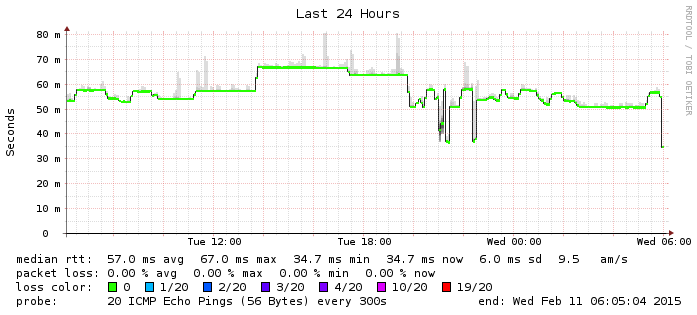 Last 24 Hours
RRDTOOL / TOBI OETIKER
Seconds
80 m
70 m
60 m
50 m
40 m
30 m
20 m
10 m
0
Tue 12:00 Tue 18:00 Wed 00:00 Wed 06:00
median rtt: 57.0 ms avg 67.0 ms max 34.7 ms min 34.7 ms now 6.0 ms sd 9.5 am/s
packet loss: 0.00 % avg 0.00 % max 0.00 % min 0.00 % now
loss color: 0 1/20 2/20 3/20 4/20 10/20 19/20
probe: 20 ICMP Echo Pings (56 Bytes) every 300s end: Wed Feb 11 06:05:04 2015